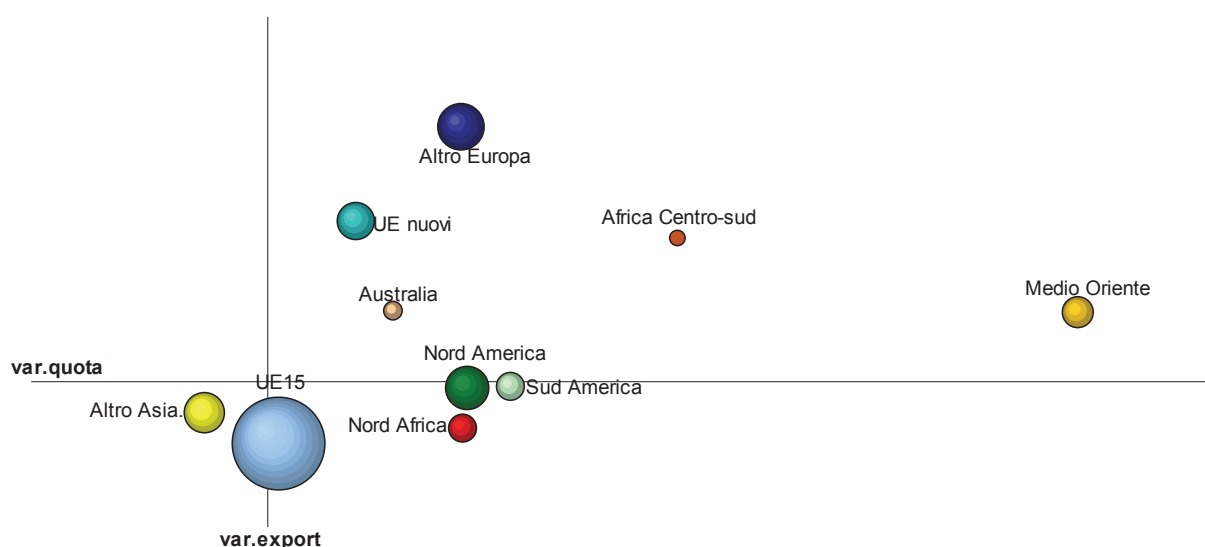 Altro Europa
Africa Centro-sud
UE nuovi
Medio Oriente
Australia
Nord America
var.quota
UE15
Sud America
Altro Asia.
Nord Africa
var.export